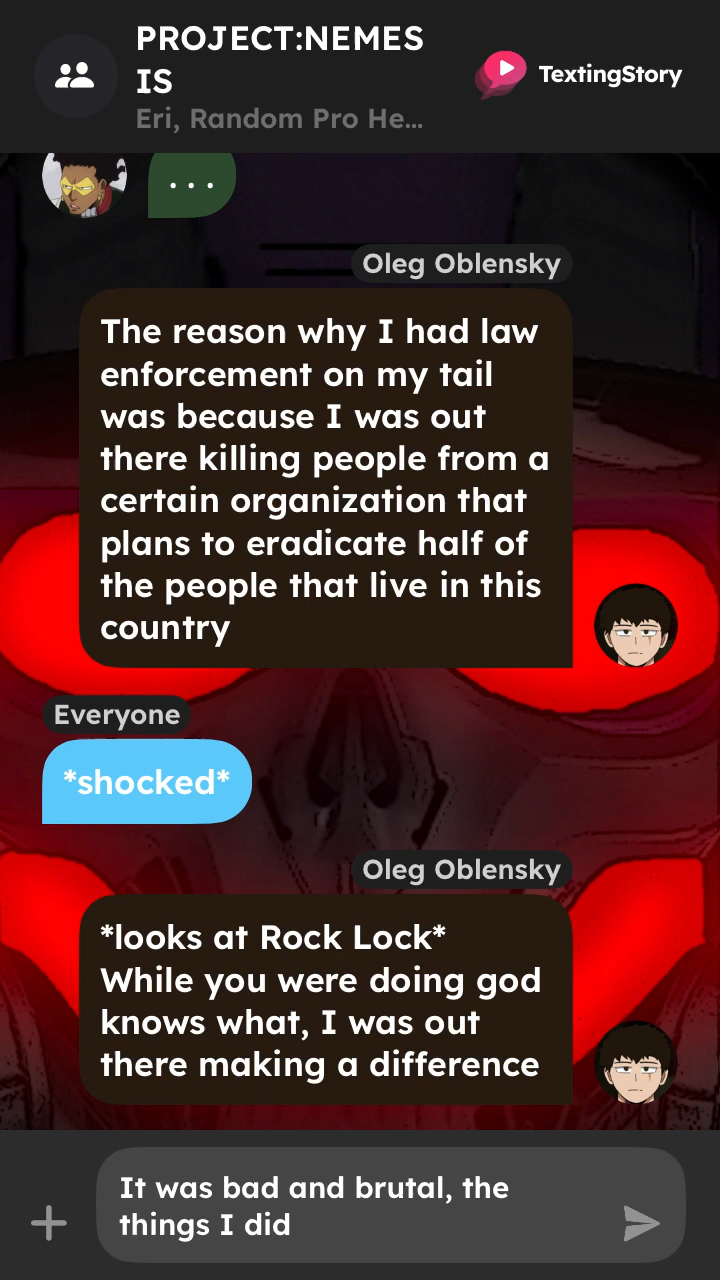 PROJECT:NEMES
IS
Eri, Random Pro He...
TextingStory
...
Oleg Oblensky
The reason why I had law
enforcement on my tail
was because I was out
there killing people from a
certain organization that
plans to eradicate half of
the people that live in this
country
Everyone
*shocked*
Oleg Oblensky
*looks at Rock Lock*
While you were doing god
knows what, I was out
there making a difference
It was bad and brutal, the
things I did